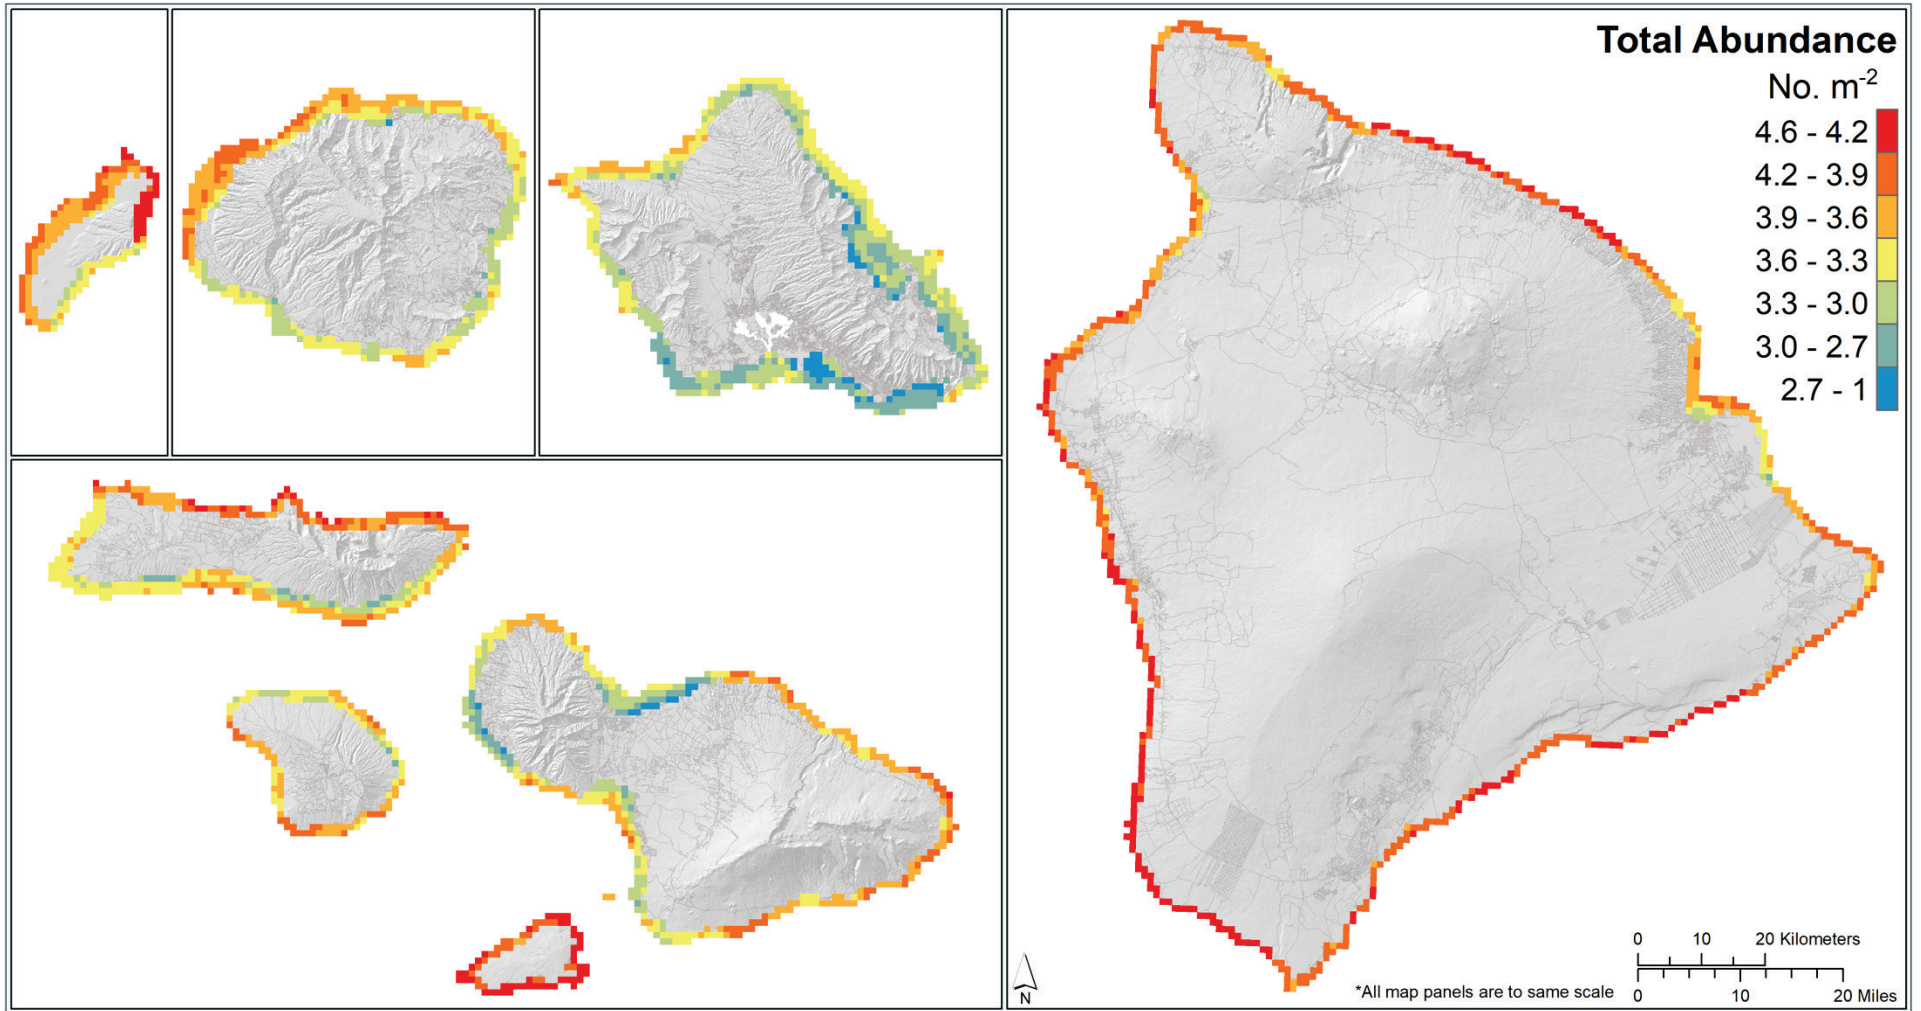 Total Abundance
No. m-2
4.6 - 4.2
4.2 - 3.9
3.9 - 3.6
3.6 - 3.3
3.3 - 3.0
3.0 - 2.7
2.7 - 1
0 10 20 Kilometers
N
*All map panels are to same scale
0 10 20 Miles